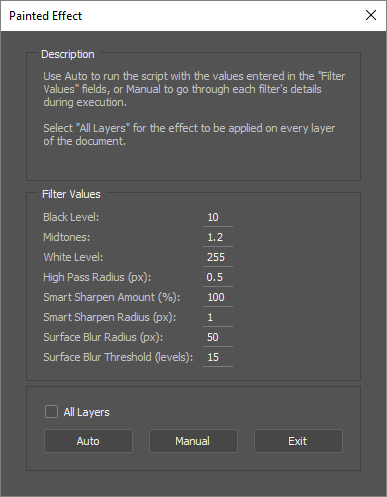 Painted Effect
Description
Use Auto to run the script with the values entered in the "Filter
Values" fields, or Manual to go through each filter's details
during execution.
Select "All Layers" for the effect to be applied on every layer
of the document.
Filter Values
Black Level: 10
Midtones: 1.2
White Level: 255
High Pass Radius (px): 0.5
Smart Sharpen Amount (%): 100
Smart Sharpen Radius (px): 1
Surface Blur Radius (px): 50
Surface Blur Threshold (levels): 15
All Layers
Auto Manual Exit